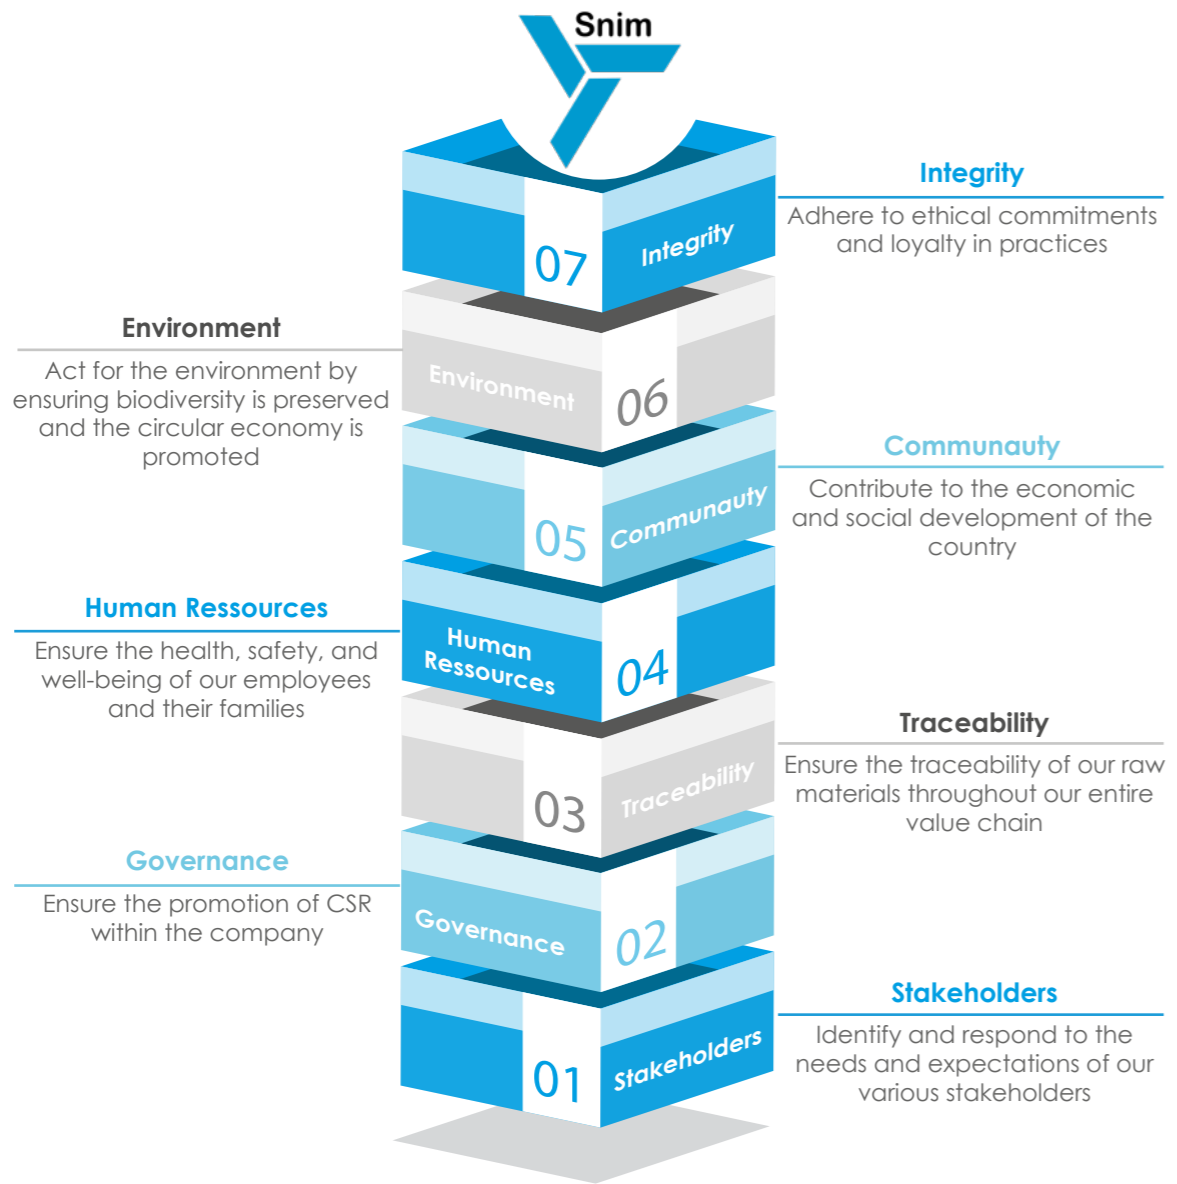 Snim
Integrity
Adhere to ethical commitments
and loyalty in practices
07
Integrity
Environment
Act for the environment by
ensuring biodiversity is preserved
and the circular economy is
promoted
Environment
06
Communauty
Contribute to the economic
and social development of the
country
05
Communauty
Human Ressources
Ensure the health, safety, and
well-being of our employees
and their families
Human
Ressources
04
Traceability
Ensure the traceability of our raw
materials throughout our entire
value chain
03
Traceability
Governance
Ensure the promotion of CSR
within the company
Governance
02
Stakeholders
Identify and respond to the
needs and expectations of our
various stakeholders
01
Stakeholders